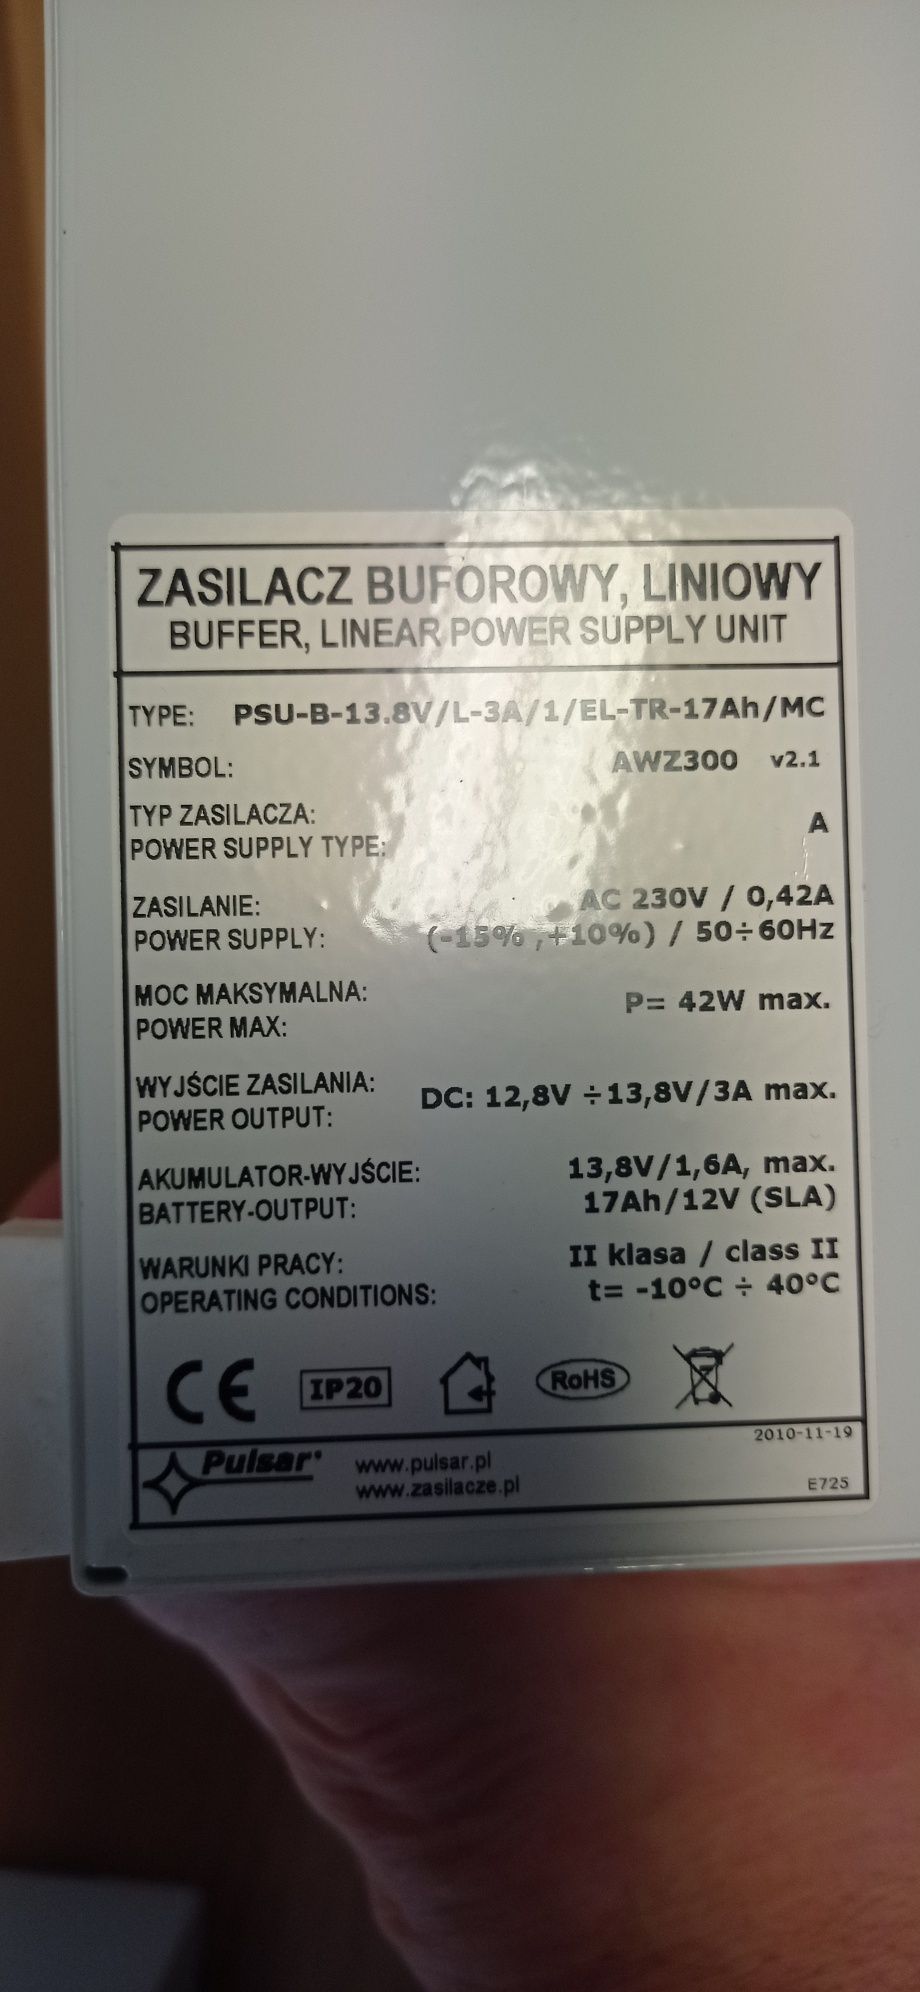 ZASILACZ BUFOROWY, LINIOWY
BUFFER, LINEAR POWER SUPPLY UNIT
TYPE: PSU-B-13.8V/L-3A/1/EL-TR-17Ah/MC
SYMBOL: AWZ300 v2.1
TYP ZASILACZA:
POWER SUPPLY TYPE: A
ZASILANIE: AC 230V / 0,42A
POWER SUPPLY: (-15% ,+10%) / 50÷60Hz
MOC MAKSYMALNA:
POWER MAX: P= 42W max.
WYJŚCIE ZASILANIA:
POWER OUTPUT: DC: 12,8V ÷13,8V/3A max.
AKUMULATOR-WYJŚCIE: 13,8V/1,6A, max.
BATTERY-OUTPUT: 17Ah/12V (SLA)
WARUNKI PRACY: II klasa / class II
OPERATING CONDITIONS: t= -10°C ÷ 40°C
CE IP20 RoHS
2010-11-19
Pulsar www.pulsar.pl
www.zasilacze.pl E725